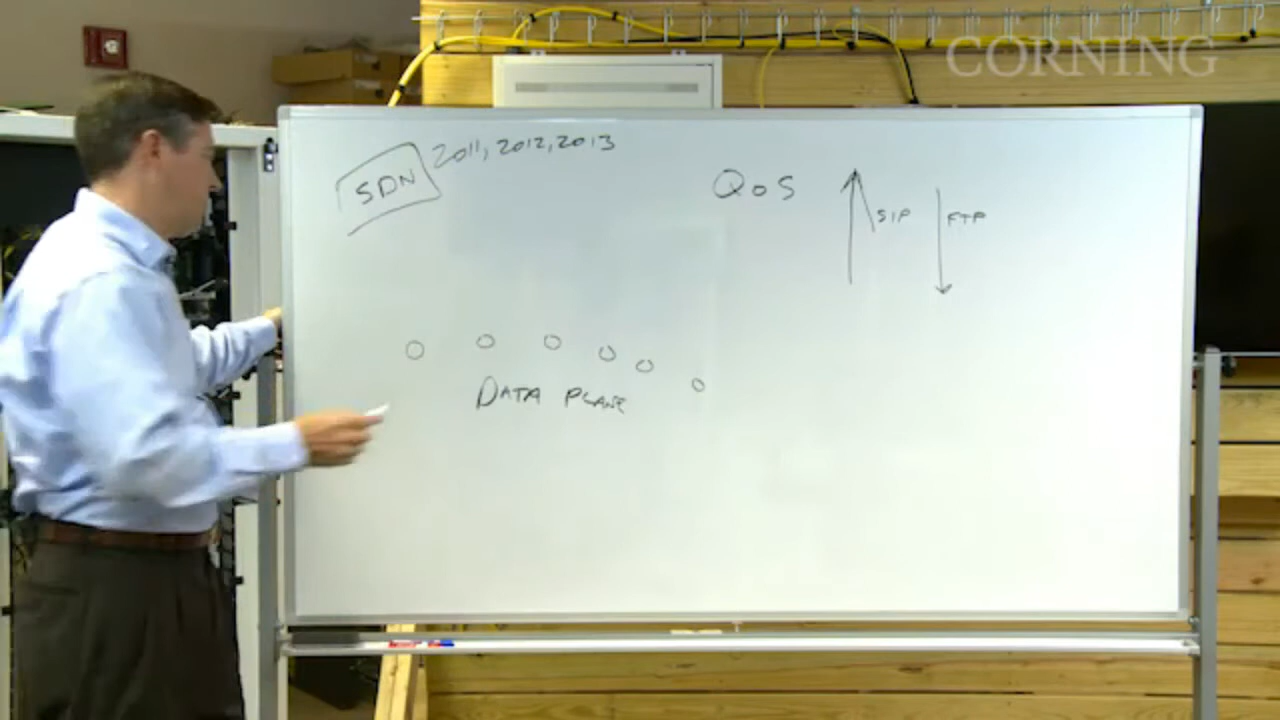 CORNING
2011, 2012, 2013
SDN
QoS
SIP
FTP
DATA PLANE